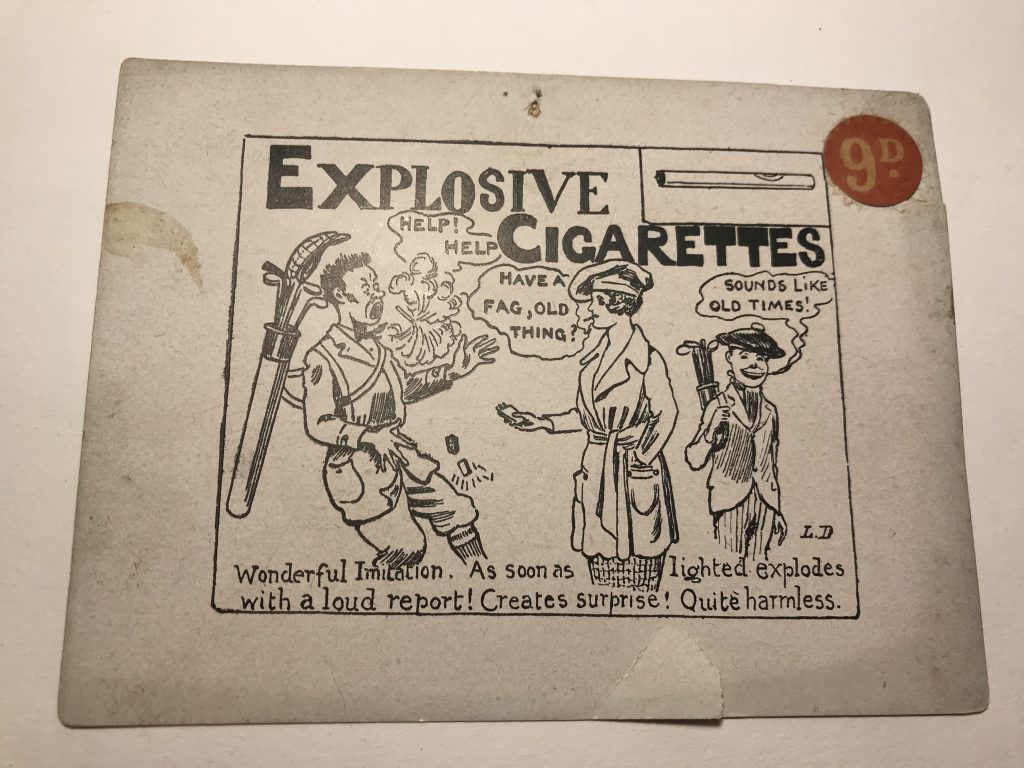 EXPLOSIVE
CIGARETTES
9D.
HELP!
HELP
HAVE A
FAG, OLD
THING?
SOUNDS LIKE
OLD TIMES!
L.D
Wonderful Imitation. As soon as lighted explodes
with a loud report! Creates surprise! Quite harmless.